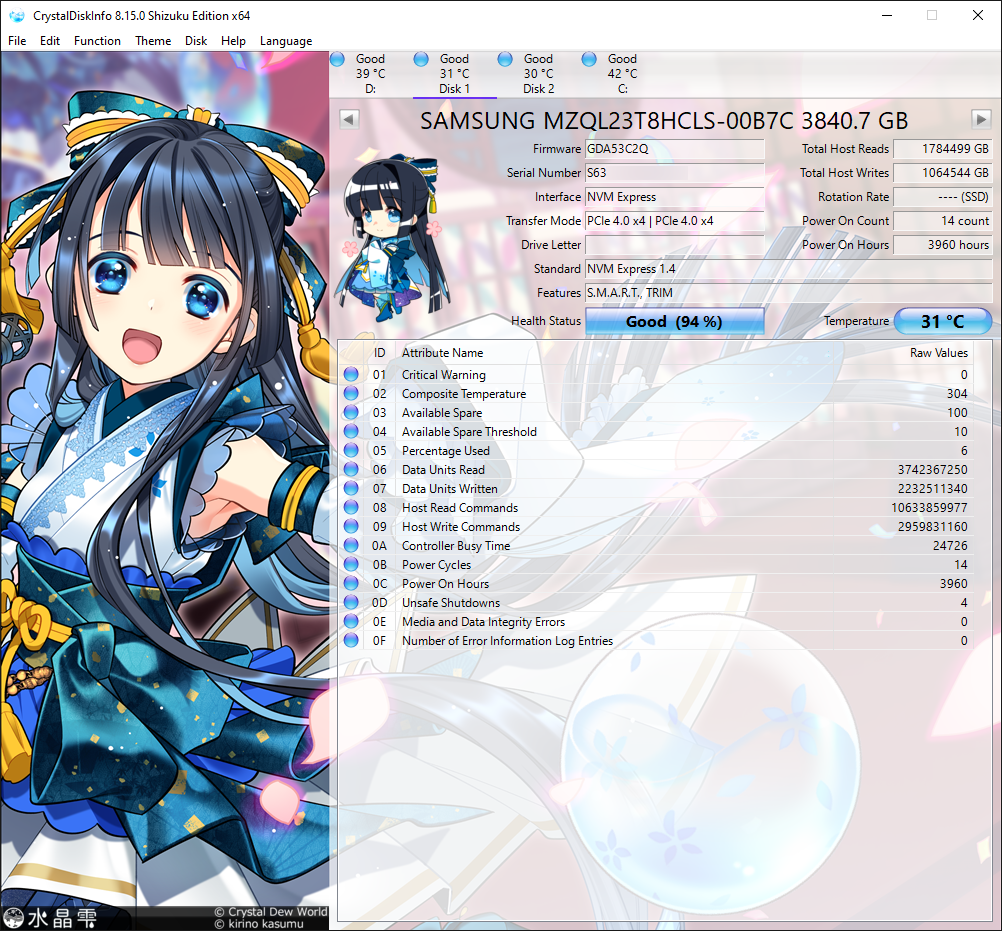 CrystalDiskInfo 8.15.0 Shizuku Edition x64
File Edit Function Theme Disk Help Language
Good Good Good Good
39 °C 31 °C 30 °C 42 °C
D: Disk 1 Disk 2 C:
SAMSUNG MZQL23T8HCLS-00B7C 3840.7 GB
Firmware GDA53C2Q Total Host Reads 1784499 GB
Serial Number S63 Total Host Writes 1064544 GB
Interface NVM Express Rotation Rate ---- (SSD)
Transfer Mode PCIe 4.0 x4 | PCIe 4.0 x4 Power On Count 14 count
Drive Letter Power On Hours 3960 hours
Standard NVM Express 1.4
Features S.M.A.R.T., TRIM
Health Status Good (94 %) Temperature 31 °C
ID Attribute Name Raw Values
01 Critical Warning 0
02 Composite Temperature 304
03 Available Spare 100
04 Available Spare Threshold 10
05 Percentage Used 6
06 Data Units Read 3742367250
07 Data Units Written 2232511340
08 Host Read Commands 10633859977
09 Host Write Commands 2959831160
0A Controller Busy Time 24726
0B Power Cycles 14
0C Power On Hours 3960
0D Unsafe Shutdowns 4
0E Media and Data Integrity Errors 0
0F Number of Error Information Log Entries 0
水晶雫
© Crystal Dew World
© kirino kasumu